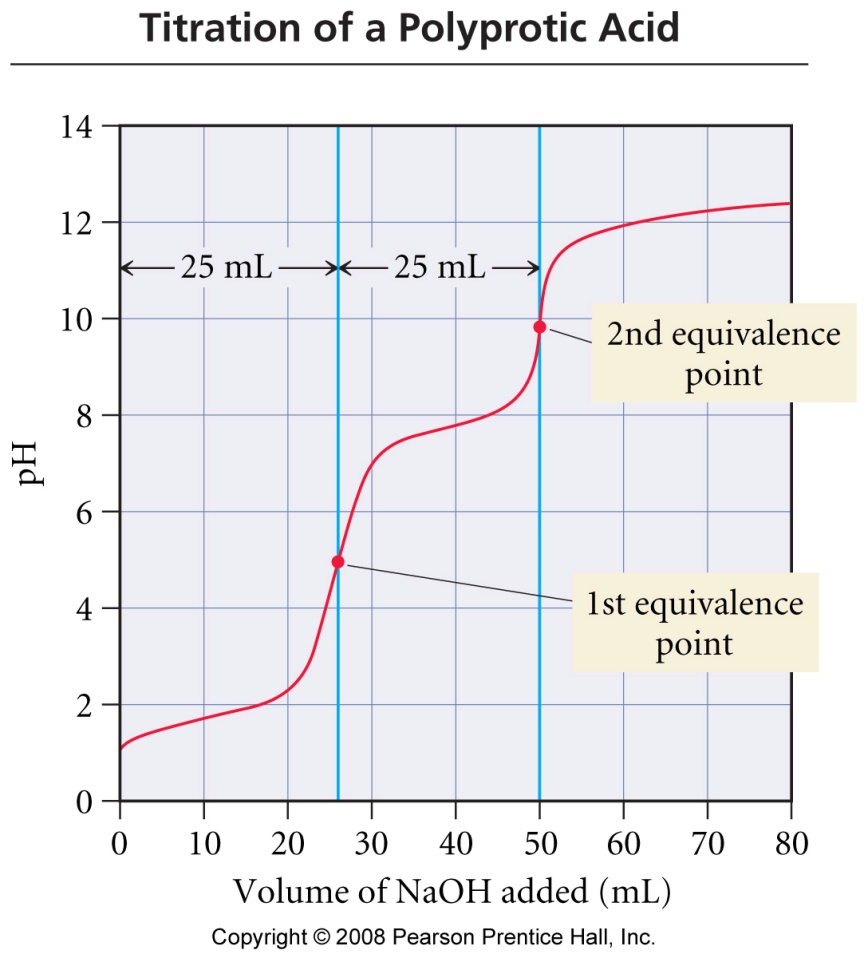 Titration of a Polyprotic Acid
14
12
25 mL 25 mL
10
2nd equivalence
point
8
pH
6
4
1st equivalence
point
2
0
0 10 20 30 40 50 60 70 80
Volume of NaOH added (mL)
Copyright © 2008 Pearson Prentice Hall, Inc.